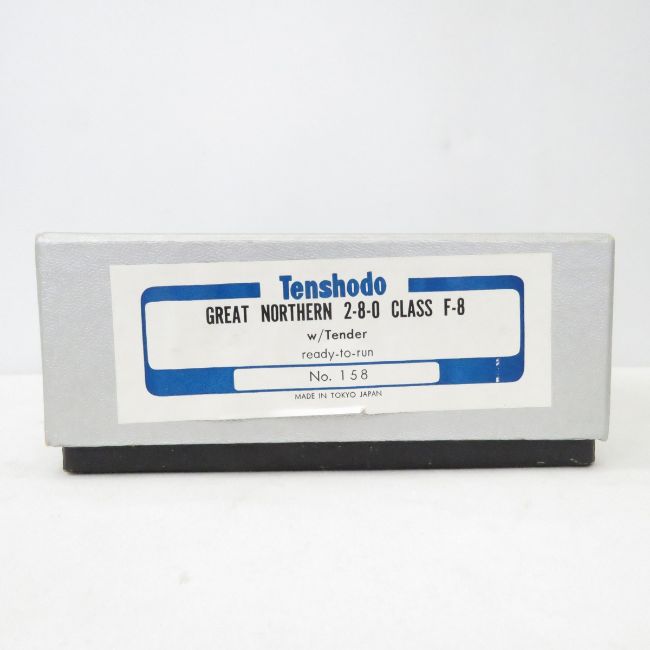 Tenshodo
GREAT NORTHERN 2-8-0 CLASS F-8
w/Tender
ready-to-run
No. 158
MADE IN TOKYO JAPAN